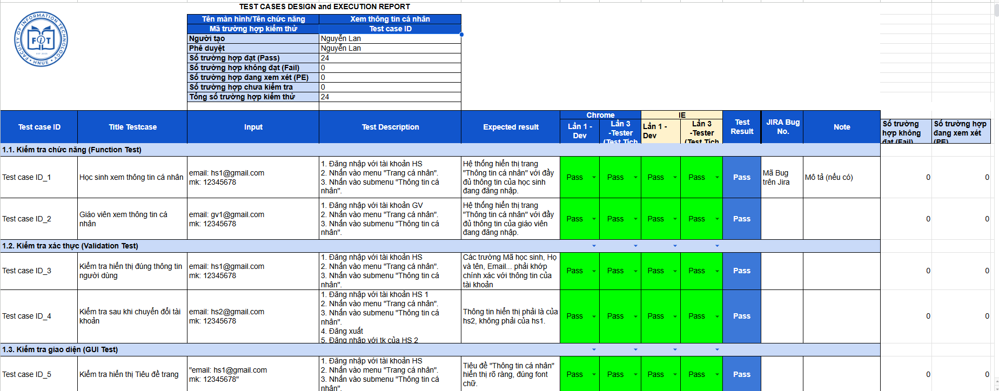 TEST CASES DESIGN and EXECUTION REPORT
FACULTY OF INFORMATION TECHNOLOGY
FIT
HNUE
Tên màn hình/Tên chức năng
Xem thông tin cá nhân
Mã trường hợp kiểm thử
Test case ID
Người tạo
Nguyễn Lan
Phê duyệt
Nguyễn Lan
Số trường hợp đạt (Pass)
24
Số trường hợp không đạt (Fail)
0
Số trường hợp đang xem xét (PE)
0
Số trường hợp chưa kiểm tra
0
Tổng số trường hợp kiểm thử
24
Test case ID
Title Testcase
Input
Test Description
Expected result
Chrome
Lần 1 -
Dev
Lần 3
-Tester
(Test Tích
IE
Lần 1 -
Dev
Lần 3
-Tester
(Test Tích
Test
Result
JIRA Bug
No.
Note
Số trường
hợp không
đạt (Fail)
Số trường hợp
đang xem xét
(PE)
1.1. Kiểm tra chức năng (Function Test)
Test case ID_1
Học sinh xem thông tin cá nhân
email: hs1@gmail.com
mk: 12345678
1. Đăng nhập với tài khoản HS
2. Nhấn vào menu "Trang cá nhân".
3. Nhấn vào submenu "Thông tin cá
nhân".
Hệ thống hiển thị trang
"Thông tin cá nhân" với đầy
đủ thông tin của học sinh
đang đăng nhập.
Pass
Pass
Pass
Pass
Pass
Mã Bug
trên Jira
Mô tả (nếu có)
0
0
Test case ID_2
Giáo viên xem thông tin cá
nhân
email: gv1@gmail.com
mk: 12345678
1. Đăng nhập với tài khoản GV
2. Nhấn vào menu "Trang cá nhân".
3. Nhấn vào submenu "Thông tin cá
nhân".
Hệ thống hiển thị trang
"Thông tin cá nhân" với đầy
đủ thông tin của giáo viên
đang đăng nhập.
Pass
Pass
Pass
Pass
Pass
0
0
1.2. Kiểm tra xác thực (Validation Test)
Test case ID_3
Kiểm tra hiển thị đúng thông tin
người dùng
email: hs1@gmail.com
mk: 12345678
1. Đăng nhập với tài khoản HS
2. Nhấn vào menu "Trang cá nhân".
3. Nhấn vào submenu "Thông tin cá
nhân".
Các trường Mã học sinh, Họ
và tên, Email... phải khớp
chính xác với thông tin của
tài khoản
Pass
Pass
Pass
Pass
Pass
0
0
Test case ID_4
Kiểm tra sau khi chuyển đổi tài
khoản
email: hs2@gmail.com
mk: 12345678
1. Đăng nhập với tài khoản HS 1
2. Nhấn vào menu "Trang cá nhân".
3. Nhấn vào submenu "Thông tin cá
nhân".
4. Đăng xuất
5. Đăng nhập với tk của HS 2
Thông tin hiển thị phải là của
hs2, không phải của hs1.
Pass
Pass
Pass
Pass
Pass
0
0
1.3. Kiểm tra giao diện (GUI Test)
Test case ID_5
Kiểm tra hiển thị Tiêu đề trang
"email: hs1@gmail.com
mk: 12345678"
1. Đăng nhập với tài khoản HS
2. Nhấn vào menu "Trang cá nhân".
3. Nhấn vào submenu "Thông tin cá
nhân".
Tiêu đề "Thông tin cá nhân"
hiển thị rõ ràng, đúng font
chữ.
Pass
Pass
Pass
Pass
Pass
0
0